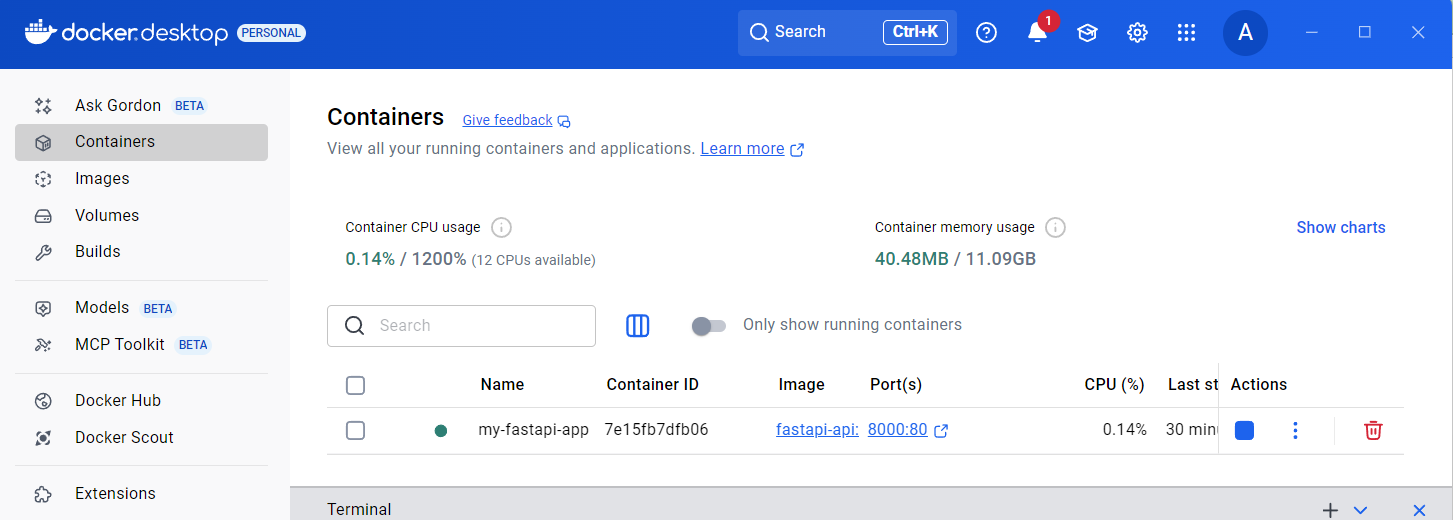 docker.desktop PERSONAL
Search Ctrl+K
1
A
Ask Gordon BETA
Containers
Images
Volumes
Builds
Models BETA
MCP Toolkit BETA
Docker Hub
Docker Scout
Extensions
Containers Give feedback
View all your running containers and applications. Learn more
Container CPU usage
0.14% / 1200% (12 CPUs available)
Container memory usage
40.48MB / 11.09GB
Show charts
Search
Only show running containers
Name Container ID Image Port(s) CPU (%) Last st Actions
my-fastapi-app 7e15fb7dfb06 fastapi-api: 8000:80 0.14% 30 min
Terminal